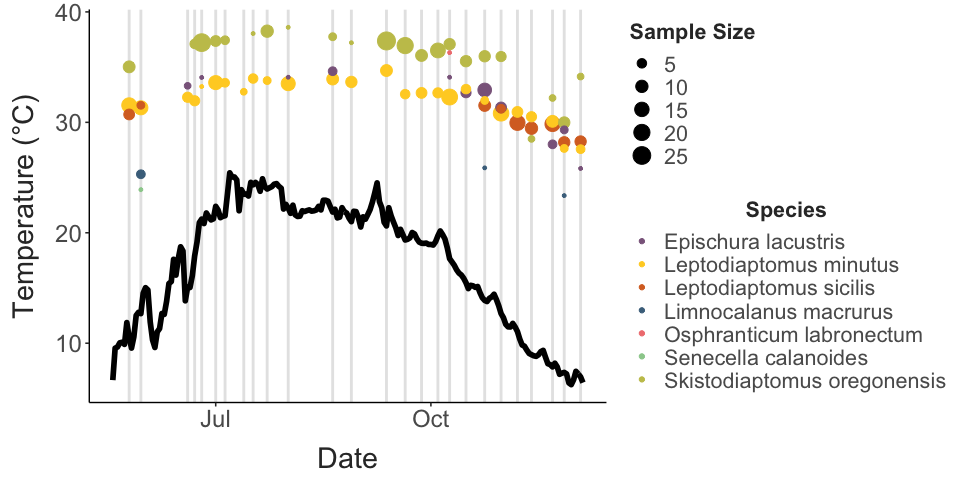 40
30
20
10
Temperature (°C)
Jul
Oct
Date
Sample Size
5
10
15
20
25
Species
Epischura lacustris
Leptodiaptomus minutus
Leptodiaptomus sicilis
Limnocalanus macrurus
Osphranticum labronectum
Senecella calanoides
Skistodiaptomus oregonensis